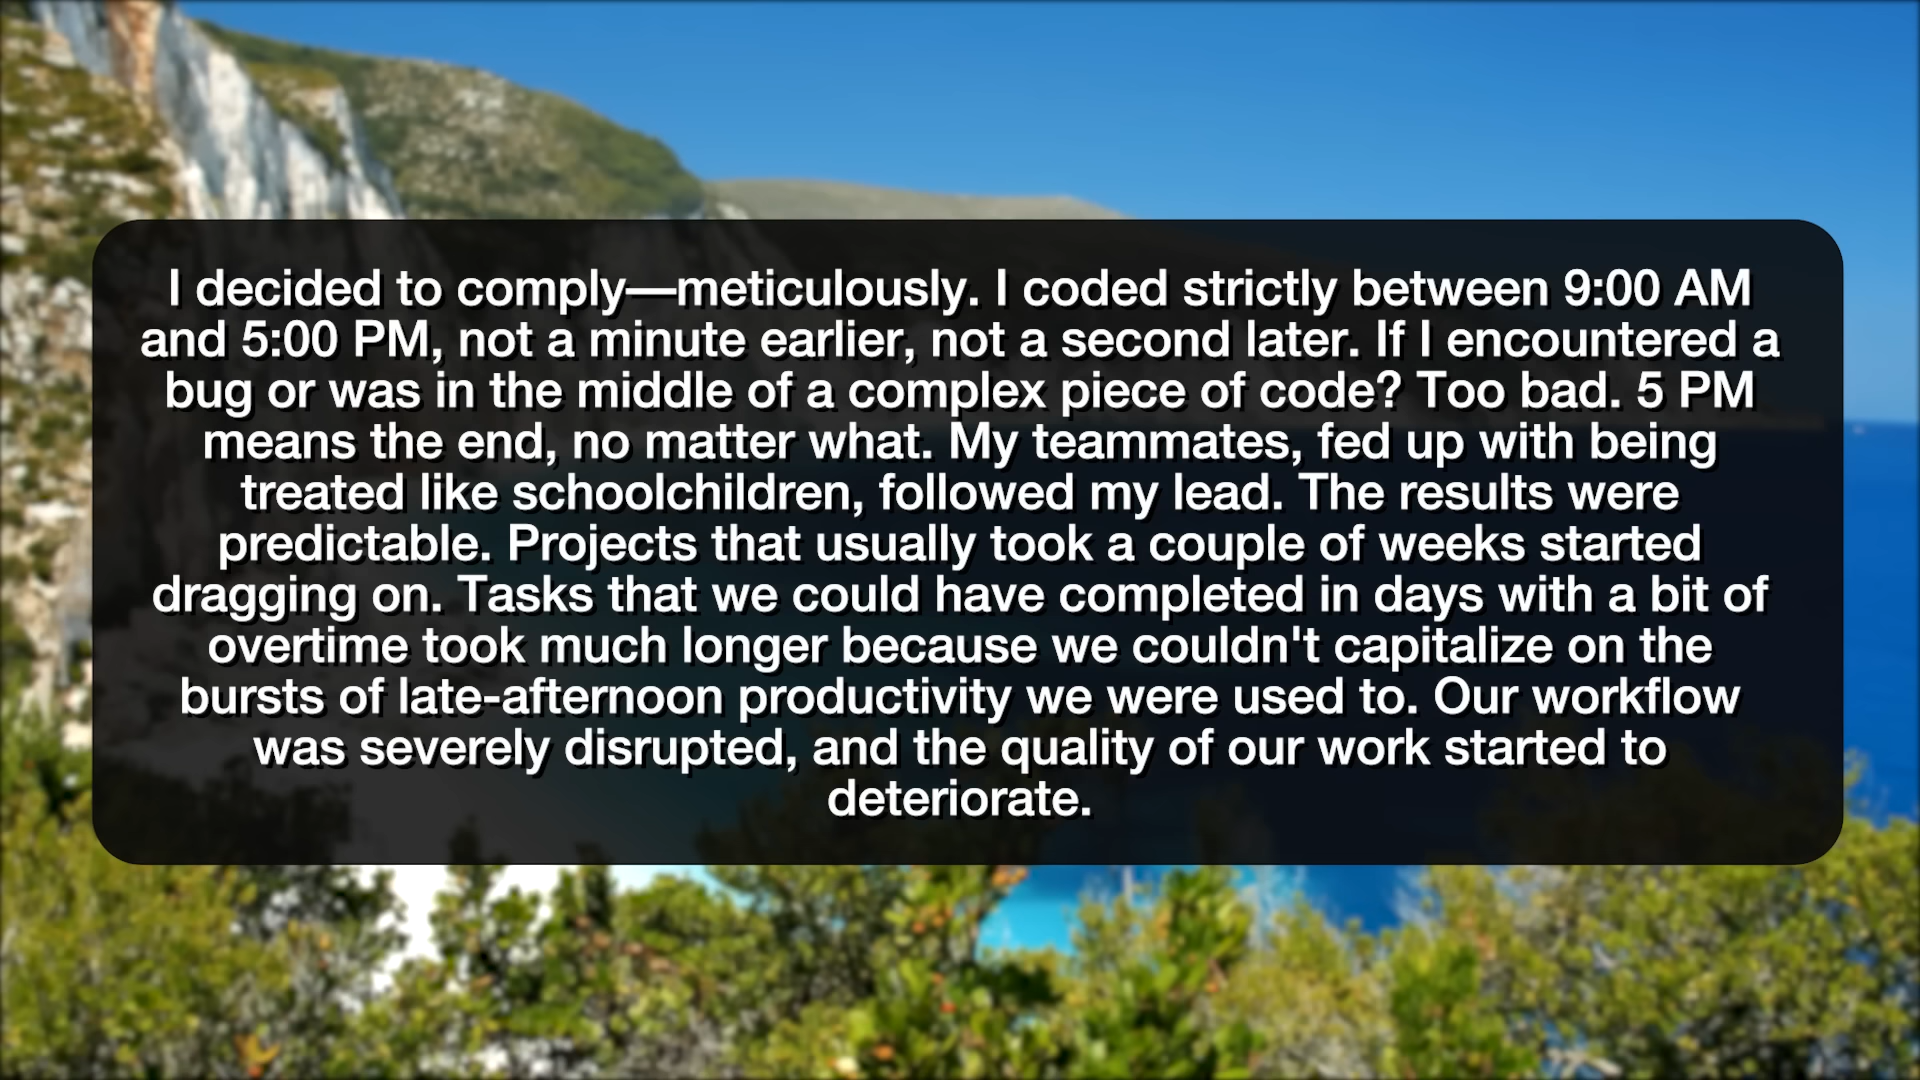 I decided to comply—meticulously. I coded strictly between 9:00 AM
and 5:00 PM, not a minute earlier, not a second later. If I encountered a
bug or was in the middle of a complex piece of code? Too bad. 5 PM
means the end, no matter what. My teammates, fed up with being
treated like schoolchildren, followed my lead. The results were
predictable. Projects that usually took a couple of weeks started
dragging on. Tasks that we could have completed in days with a bit of
overtime took much longer because we couldn't capitalize on the
bursts of late-afternoon productivity we were used to. Our workflow
was severely disrupted, and the quality of our work started to
deteriorate.